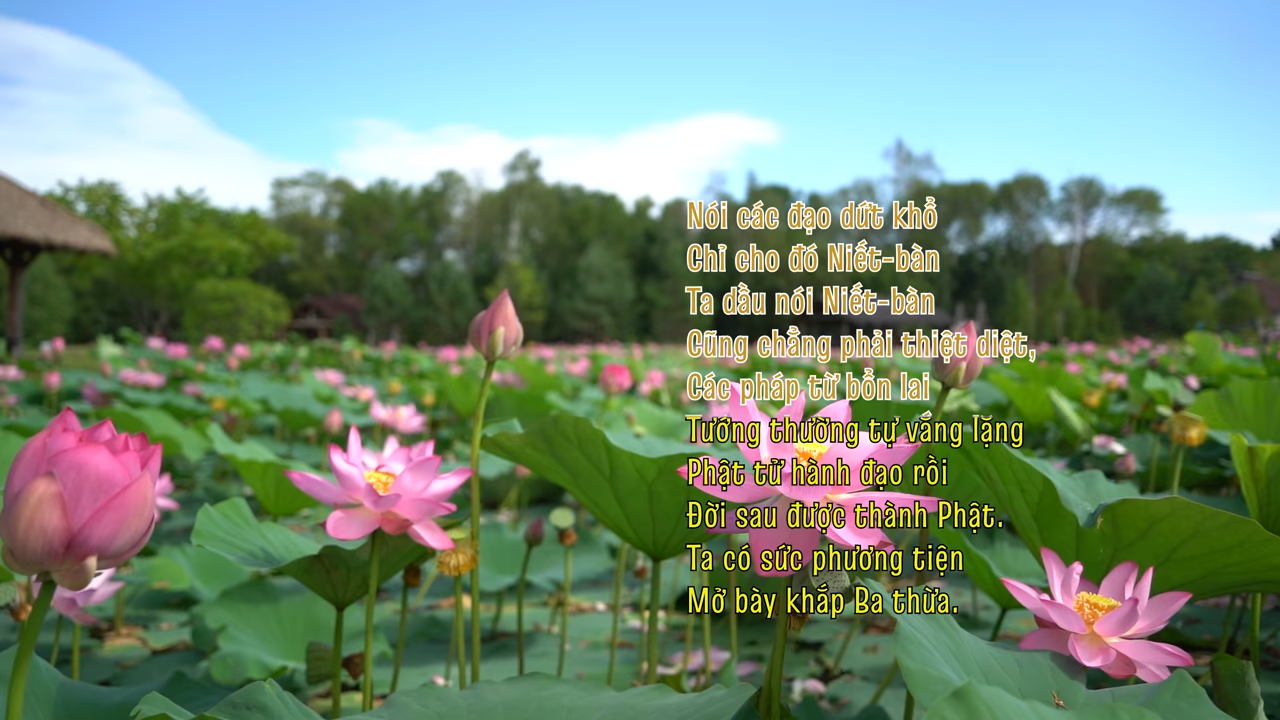 Nói các đạo dứt khổ
Chỉ cho đó Niết-bàn
Ta dầu nói Niết-bàn
Cũng chẳng phải thiệt diệt,
Các pháp từ bổn lai
Tướng thường tự vắng lặng
Phật tử hành đạo rồi
Đời sau được thành Phật.
Ta có sức phương tiện
Mở bày khắp Ba thừa.